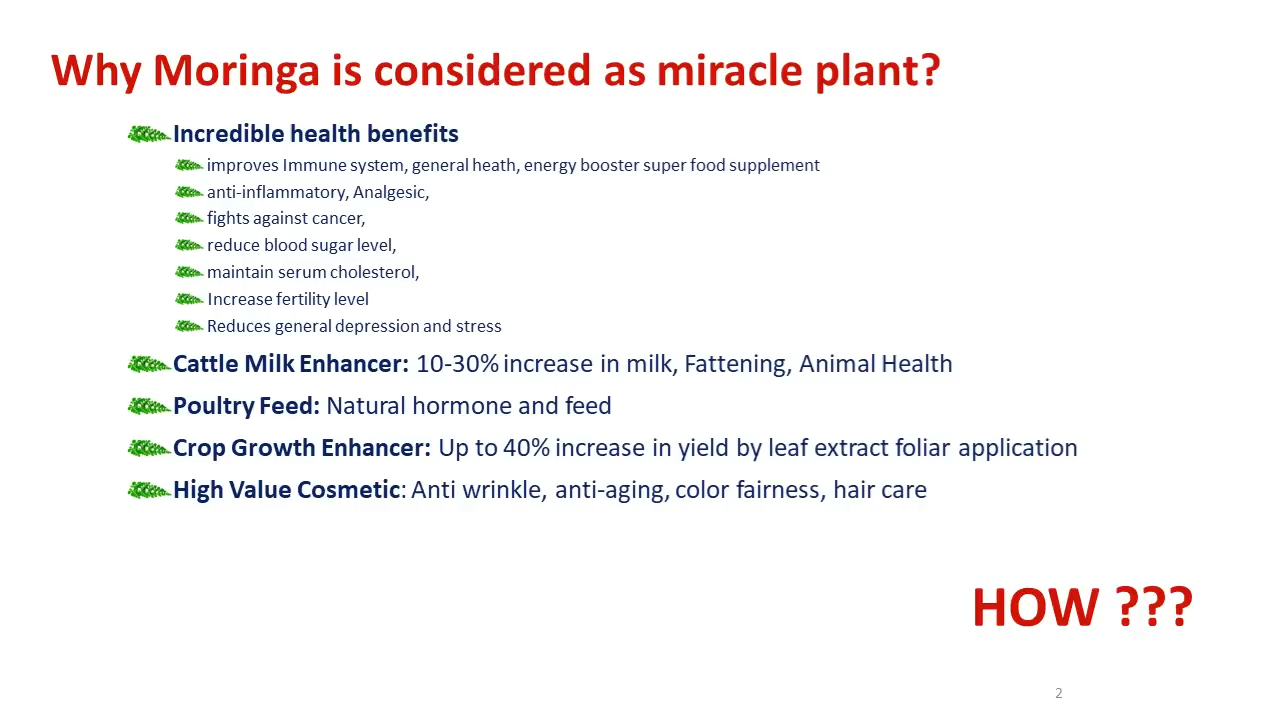 Why Moringa is considered as miracle plant?
Incredible health benefits
improves Immune system, general heath, energy booster super food supplement
anti-inflammatory, Analgesic,
fights against cancer,
reduce blood sugar level,
maintain serum cholesterol,
Increase fertility level
Reduces general depression and stress
Cattle Milk Enhancer: 10-30% increase in milk, Fattening, Animal Health
Poultry Feed: Natural hormone and feed
Crop Growth Enhancer: Up to 40% increase in yield by leaf extract foliar application
High Value Cosmetic: Anti wrinkle, anti-aging, color fairness, hair care
HOW ???
2